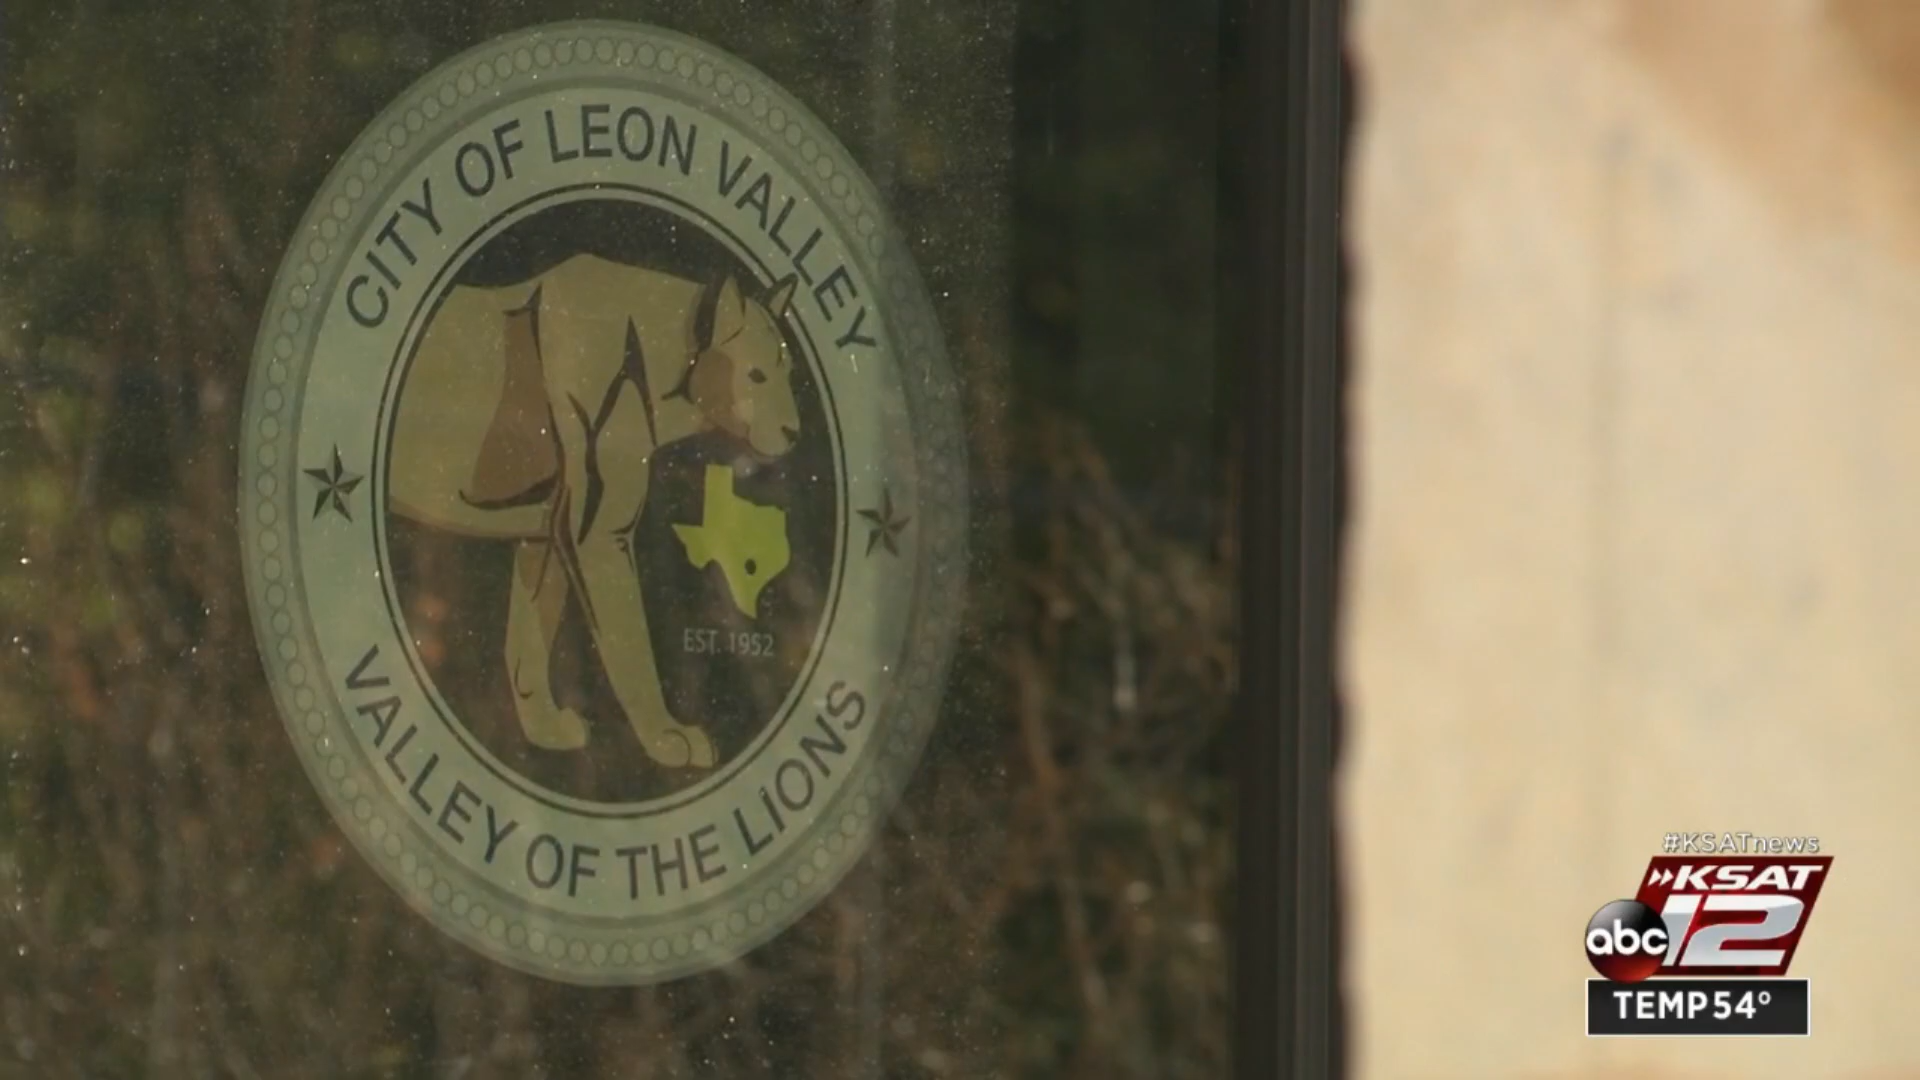 CITY OF LEON VALLEY
EST. 1952
VALLEY OF THE LIONS
#KSATnews
KSAT
12
abc
TEMP 54°